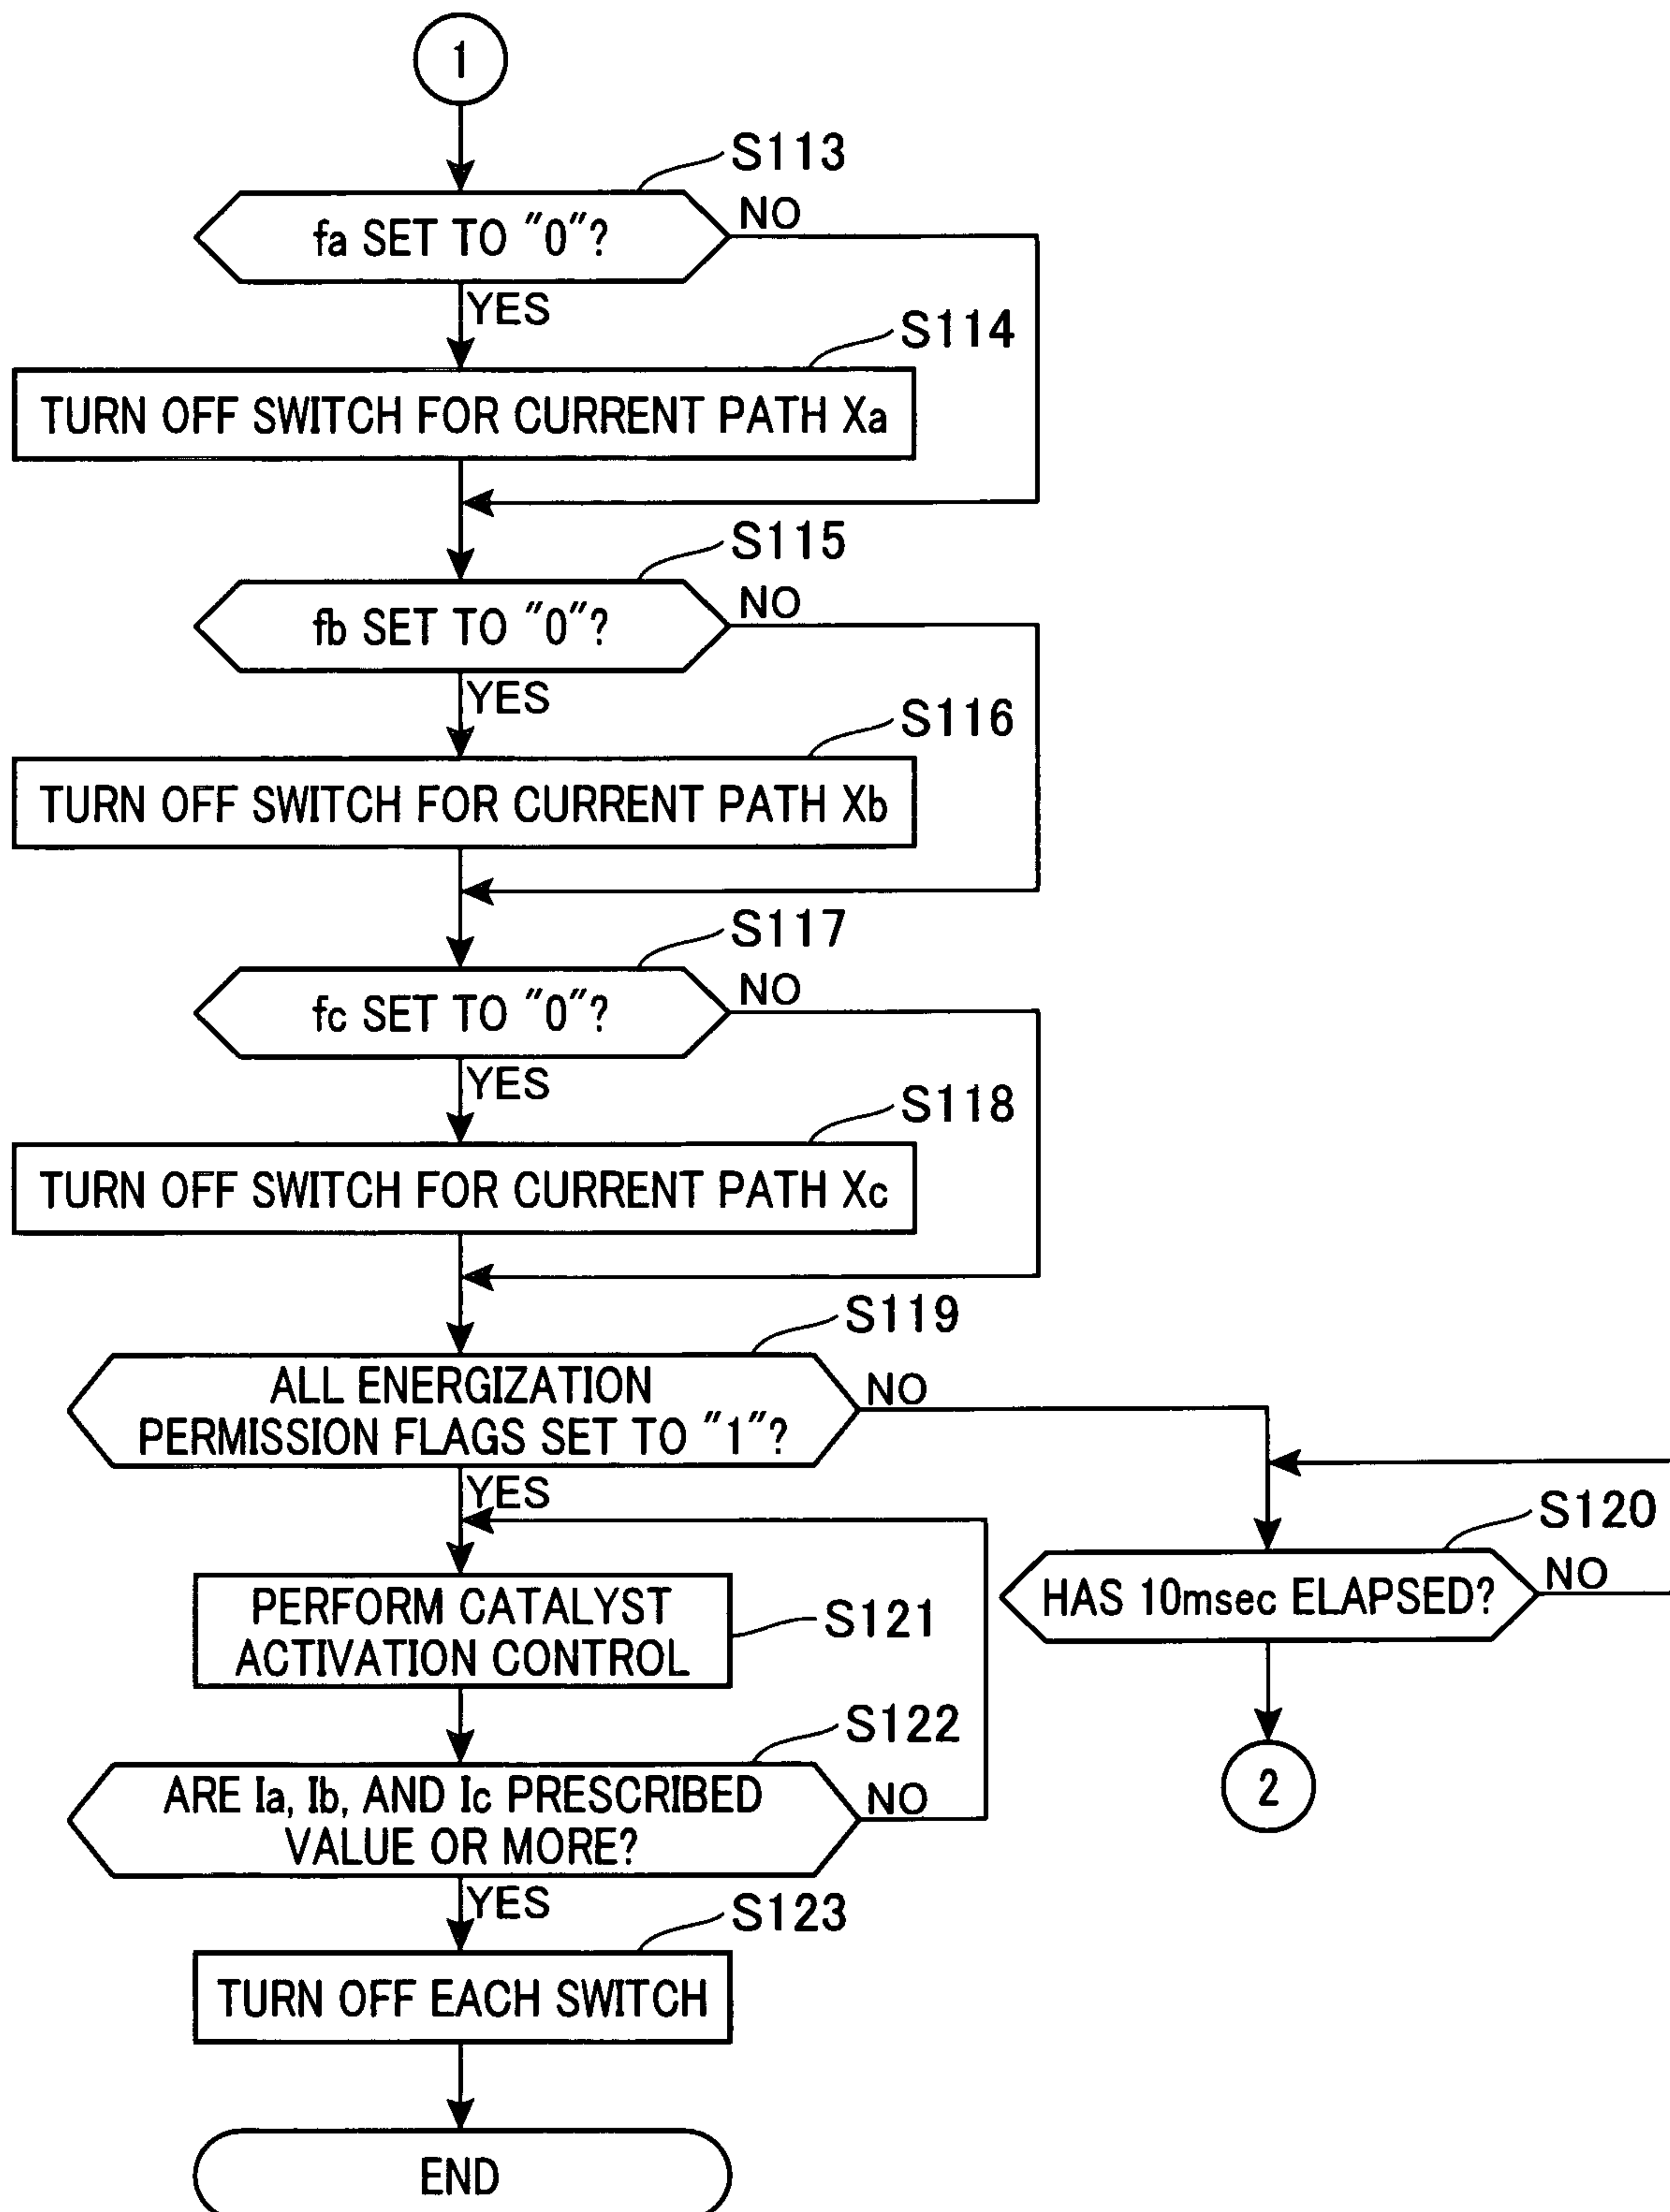 1
S113
fa SET TO "0"?
NO
YES
S114
TURN OFF SWITCH FOR CURRENT PATH Xa
S115
fb SET TO "0"?
NO
YES
S116
TURN OFF SWITCH FOR CURRENT PATH Xb
S117
fc SET TO "0"?
NO
YES
S118
TURN OFF SWITCH FOR CURRENT PATH Xc
S119
ALL ENERGIZATION
PERMISSION FLAGS SET TO "1"?
NO
YES
S120
HAS 10msec ELAPSED?
NO
PERFORM CATALYST
ACTIVATION CONTROL
S121
2
S122
ARE Ia, Ib, AND Ic PRESCRIBED
VALUE OR MORE?
NO
YES
S123
TURN OFF EACH SWITCH
END